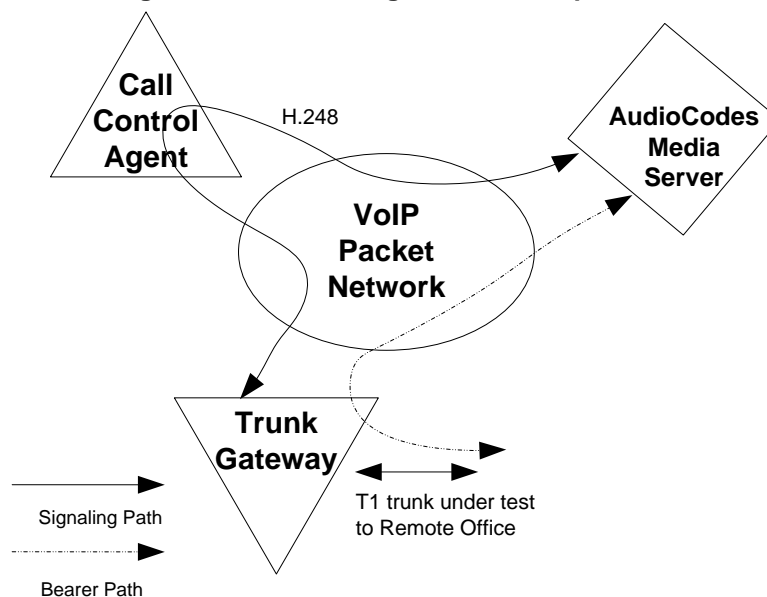 Call
Control
Agent
H.248
AudioCodes
Media
Server
VoIP
Packet
Network
Trunk
Gateway
T1 trunk under test
to Remote Office
Signaling Path
Bearer Path